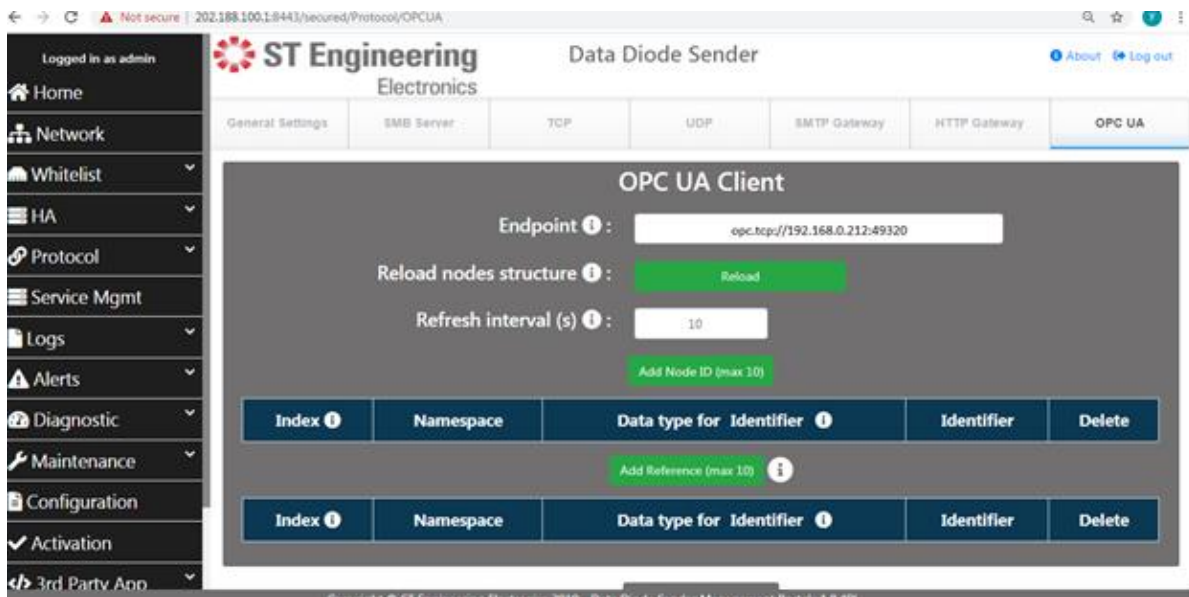 Not secure 202.188.100.1:8443/secured/Protocol/OPCUA
Logged in as admin
Home
Network
Whitelist
HA
Protocol
Service Mgmt
Logs
Alerts
Diagnostic
Maintenance
Configuration
Activation
</> 3rd Party App
ST Engineering
Electronics
Data Diode Sender
About Log out
General Settings SMB Server TCP UDP SMTP Gateway HTTP Gateway OPC UA
OPC UA Client
Endpoint : opc.tcp://192.168.0.212:49320
Reload nodes structure : Reload
Refresh interval (s) : 10
Add Node ID (max 10)
Index Namespace Data type for Identifier Identifier Delete
Add Reference (max 10)
Index Namespace Data type for Identifier Identifier Delete